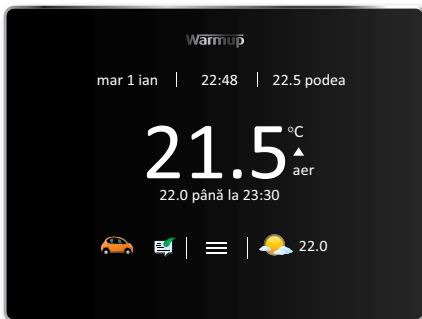 Warmup
mar 1 ian | 22:48 | 22.5 podea
21.5 °C
aer
22.0 până la 23:30
22.0